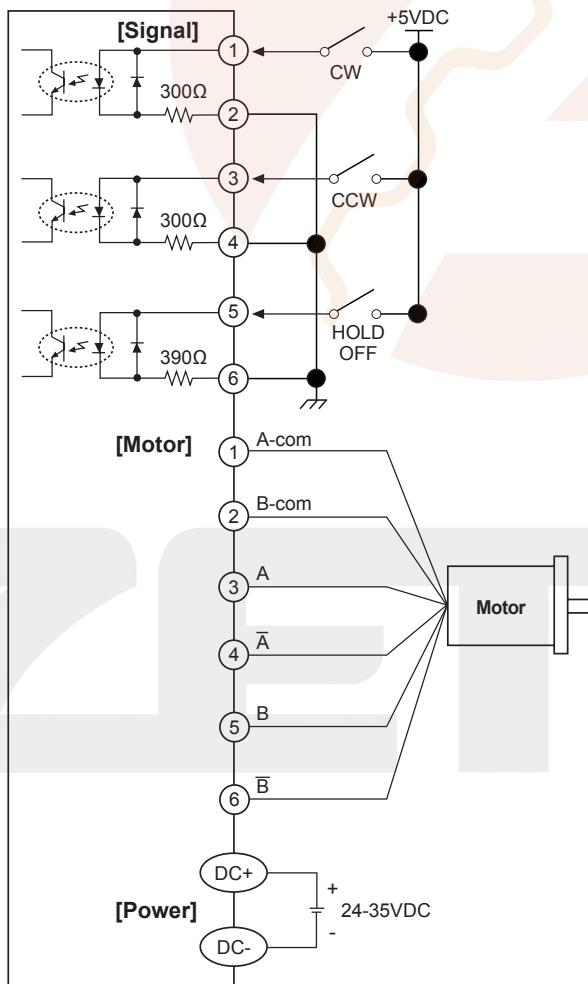 [Signal]
+5VDC
1
CW
300Ω
2
3
CCW
300Ω
4
5
HOLD
OFF
390Ω
6
[Motor]
1 A-com
2 B-com
3 A
4 A̅
5 B
6 B̅
Motor
DC+
[Power]
+
24-35VDC
-
DC-